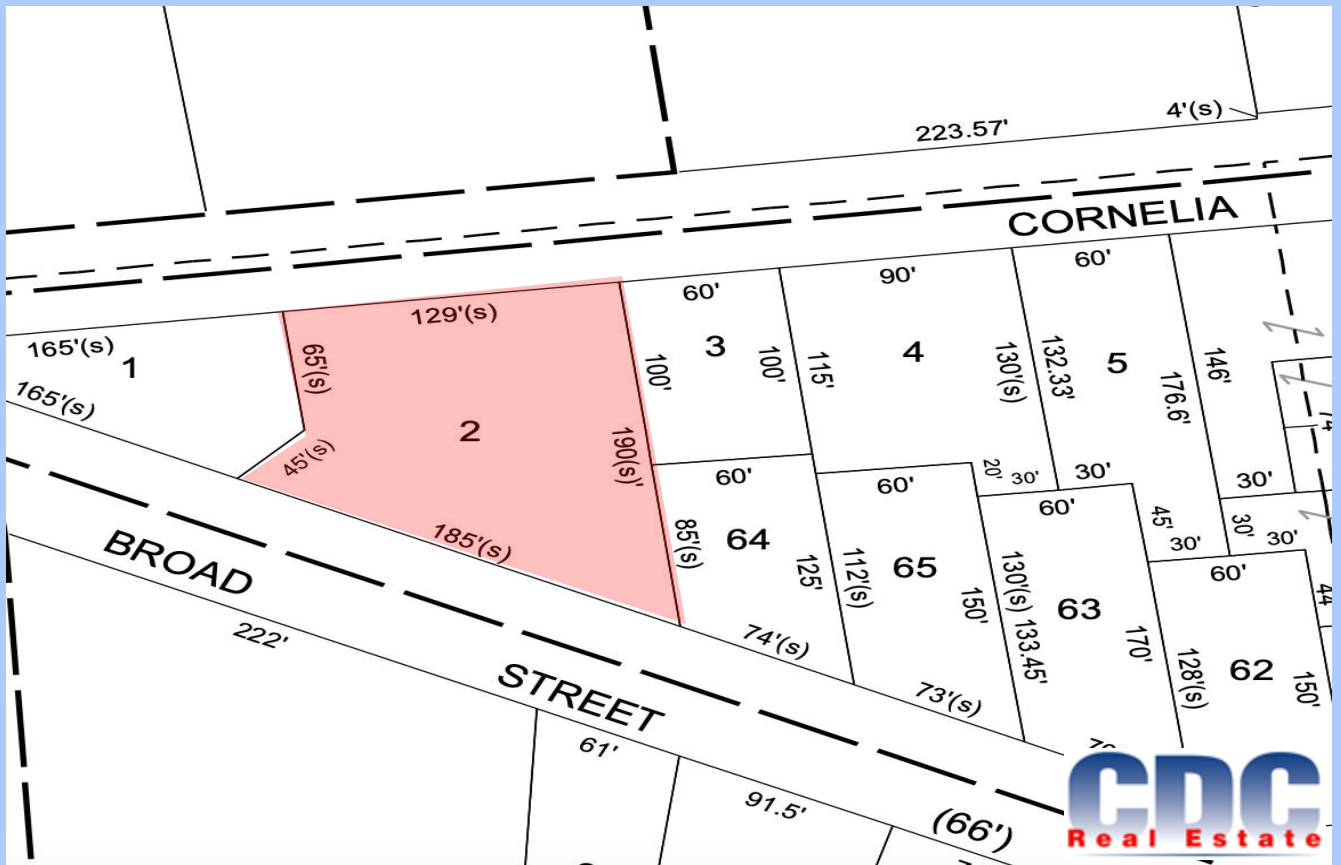 4'(s)
223.57'
CORNELIA
129'(s)
60'
90'
60'
165'(s)
1
65'(s)
3
100'
100'
115'
4
130'(s)
132.33'
5
176.6'
146'
165'(s)
2
45'(s)
190(s)'
60'
60'
20'
30'
30'
30'
60'
185'(s)
85'(s)
64
125'
112'(s)
65
150'
130'(s) 133.45'
63
170'
45'
30'
30'
30'
60'
44
BROAD
222'
STREET
74'(s)
73'(s)
128'(s)
62
150'
61'
91.5'
(66')
CDC
Real Estate